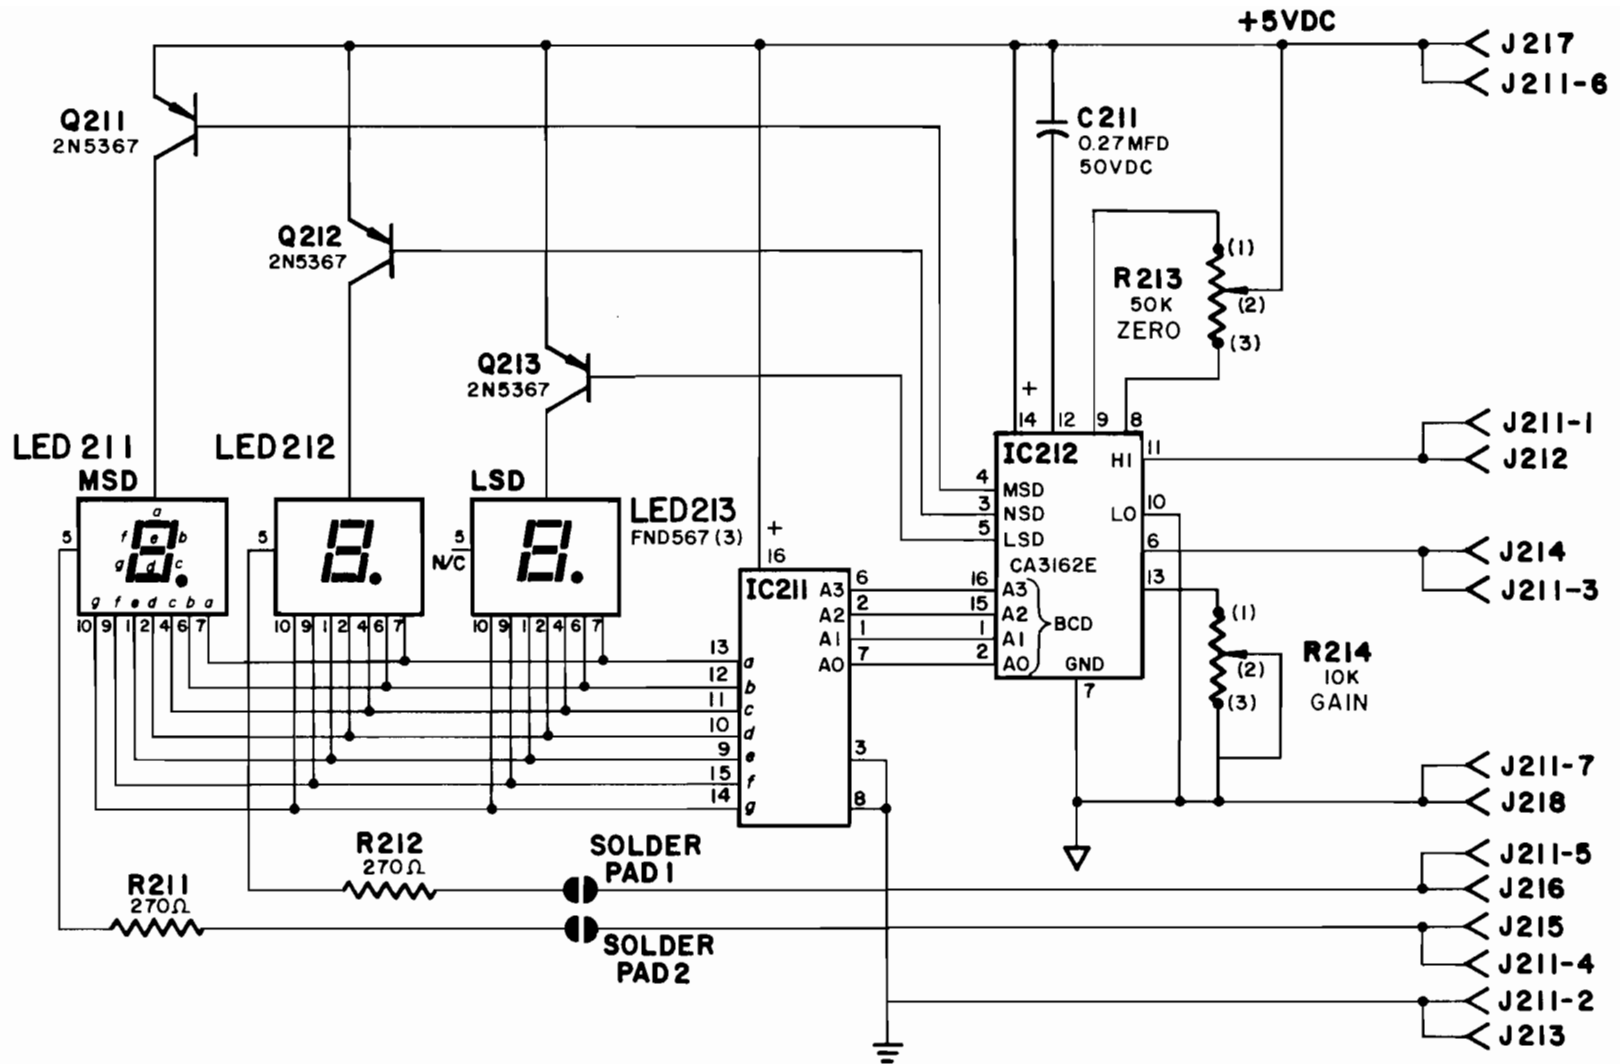 +5VDC
J217
J211-6
Q211
2N5367
C211
0.27MFD
50VDC
Q212
2N5367
R213
50K
ZERO
(1)
(2)
(3)
Q213
2N5367
+
14
12
9
8
LED 211
MSD
LED212
LSD
LED213
FND567 (3)
5
a
f
e
b
g
d
c
g f e d c b a
10 9 1 2 4 6 7
5
10 9 1 2 4 6 7
5
N/C
10 9 1 2 4 6 7
+
16
IC211
A3
A2
A1
A0
6
2
1
7
13
12
11
10
9
15
14
a
b
c
d
e
f
g
3
8
IC212
HI
11
4
MSD
3
NSD
5
LSD
LO
10
CA3162E
6
13
16
A3
15
A2
1
A1
2
A0
BCD
GND
7
J211-1
J212
J214
J211-3
(1)
(2)
(3)
R214
10K
GAIN
J211-7
J218
R212
270Ω
SOLDER
PAD1
J211-5
J216
R211
270Ω
SOLDER
PAD2
J215
J211-4
J211-2
J213